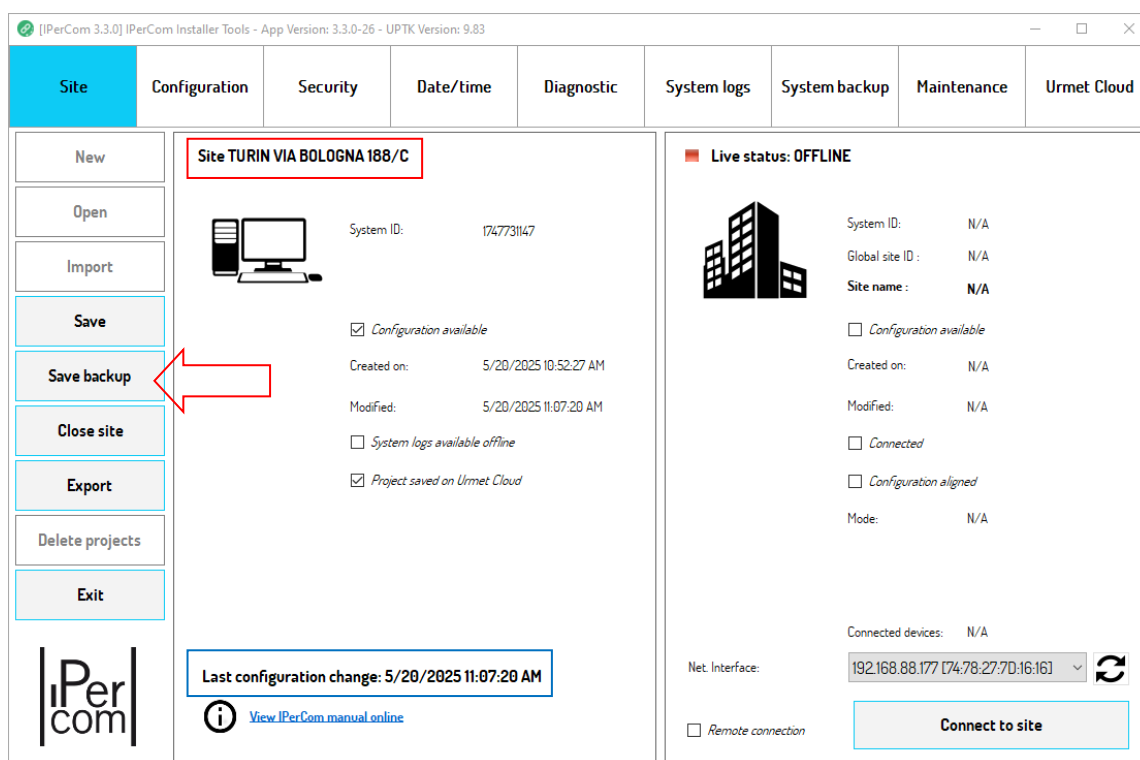 [IPerCom 3.3.0] IPerCom Installer Tools - App Version: 3.3.0-26 - UPTK Version: 9.83
Site
Configuration
Security
Date/time
Diagnostic
System logs
System backup
Maintenance
Urmet Cloud
New
Open
Import
Save
Save backup
Close site
Export
Delete projects
Exit
IPer
com
Site TURIN VIA BOLOGNA 188/C
System ID: 1747731147
Configuration available
Created on: 5/20/2025 10:52:27 AM
Modified: 5/20/2025 11:07:20 AM
System logs available offline
Project saved on Urmet Cloud
Last configuration change: 5/20/2025 11:07:20 AM
View IPerCom manual online
Live status: OFFLINE
System ID: N/A
Global site ID : N/A
Site name : N/A
Configuration available
Created on: N/A
Modified: N/A
Connected
Configuration aligned
Mode: N/A
Connected devices: N/A
Net. Interface: 192.168.88.177 [74:78:27:7D:16:16]
Remote connection
Connect to site